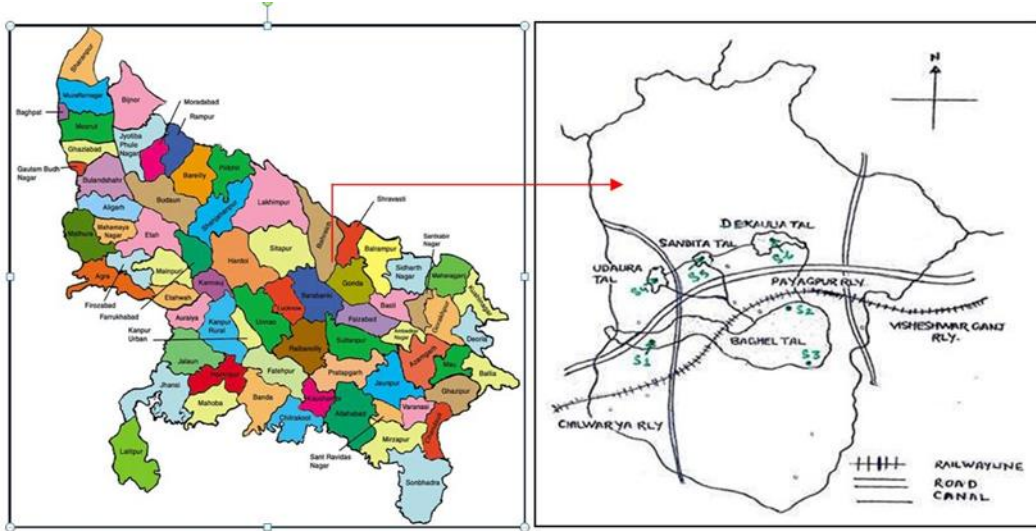 Sharanpur
Muzaffarnagar
Bijnor
Moradabad
Rampur
Baghpat
Meerut
Jyotiba
Phule
Nagar
Ghaziabad
Gautam Budh
Nagar
Bulandshahr
Bareilly
Pilibhit
Budaun
Shahjahanpur
Lakhimpur
Shravasti
Aligarh
Mathura
Mahamaya
Nagar
Etah
Hardoi
Sitapur
Bahraich
Balrampur
Santkabir
Nagar
Agra
Mainpuri
Kannauj
Gonda
Sidharth
Nagar
Maharajganj
Firozabad
Farrukhabad
Etahwah
Auraiya
Kanpur
Rural
Kanpur
Urban
Unnao
Lucknow
Barabanki
Faizabad
Basti
Ambedkar
Nagar
Deoria
Jalaun
Raibareilly
Sultanpur
Azamgarh
Mau
Ballia
Jhansi
Fatehpur
Pratapgarh
Jaunpur
Ghazipur
Mahoba
Banda
Chitrakoot
Allahabad
Varanasi
Lalitpur
Mirzapur
Sant Ravidas
Nagar
Sonbhadra
N
DEKAULIA TAL
SANDITA TAL
UDAURA
TAL
S4
S5
S6
PAYAGPUR RLY.
S2
VISHESHWAR GANJ
RLY.
BAGHEL TAL
S1
S3
CHILWARYA RLY
RAILWAYLINE
ROAD
CANAL